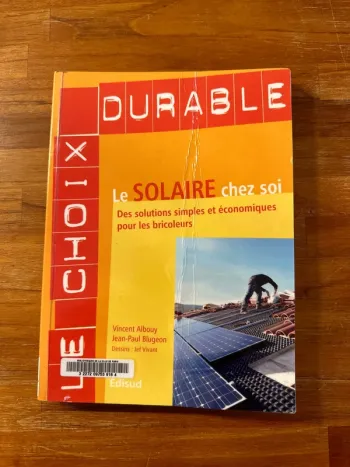 LE CHOIX
DURABLE
Le SOLAIRE chez soi
Des solutions simples et économiques
pour les bricoleurs
Vincent Albouy
Jean-Paul Blugeon
Dessins : Jef Vivant
Édisud